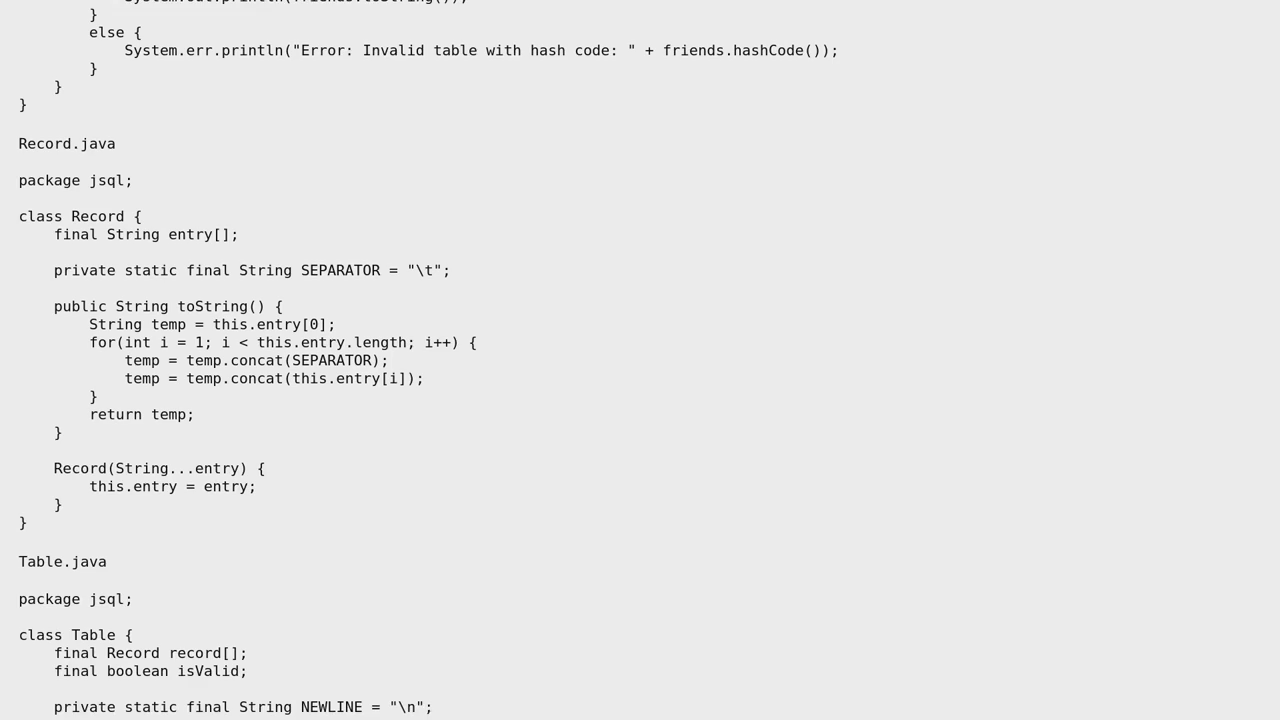 }
        else {
            System.err.println("Error: Invalid table with hash code: " + friends.hashCode());
        }
    }
}
Record.java
package jsql;
class Record {
    final String entry[];
    private static final String SEPARATOR = "\t";
    public String toString() {
        String temp = this.entry[0];
        for(int i = 1; i < this.entry.length; i++) {
            temp = temp.concat(SEPARATOR);
            temp = temp.concat(this.entry[i]);
        }
        return temp;
    }
    Record(String...entry) {
        this.entry = entry;
    }
}
Table.java
package jsql;
class Table {
    final Record record[];
    final boolean isValid;
    private static final String NEWLINE = "\n";